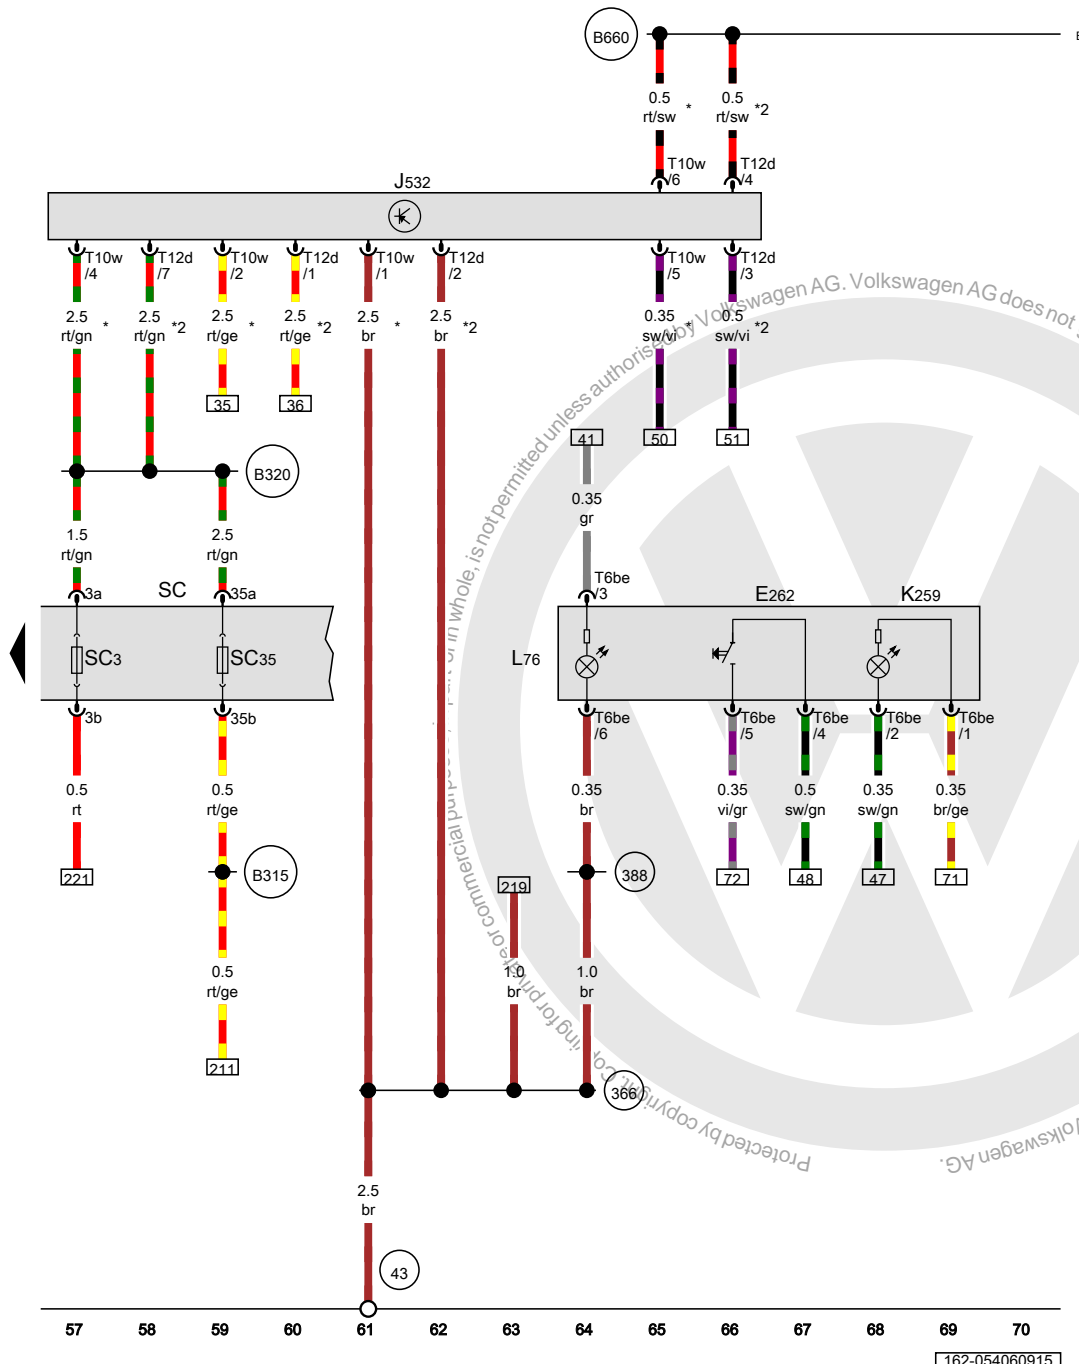 B660
E
0.5 0.5
rt/sw * rt/sw *2
T10w T12d
/6 /4
J532
T10w T12d T10w T12d T10w T12d T10w T12d
/4 /7 /2 /1 /1 /2 /5 /3
2.5 2.5 2.5 2.5 2.5 2.5 0.35 0.5
rt/gn * rt/gn *2 rt/ge * rt/ge *2 br * br *2 sw/vi * sw/vi *2
35 36
41 50 51
B320
0.35
gr
1.5 2.5
rt/gn rt/gn
T6be
/3
3a SC 35a E262 K259
SC3 SC35 L76
3b 35b T6be T6be T6be T6be T6be
/6 /5 /4 /2 /1
0.5 0.5 0.35 0.35 0.5 0.35 0.35
rt rt/ge br vi/gr sw/gn sw/gn br/ge
221 B315 219 388 72 48 47 71
0.5 1.0 1.0
rt/ge br br
211
366
2.5
br
43
57 58 59 60 61 62 63 64 65 66 67 68 69 70
162-054060915
Protected by copyright. Copying for private or commercial purposes, part or in whole, is not permitted unless authorised by Volkswagen AG. Volkswagen AG does not
Volkswagen AG.